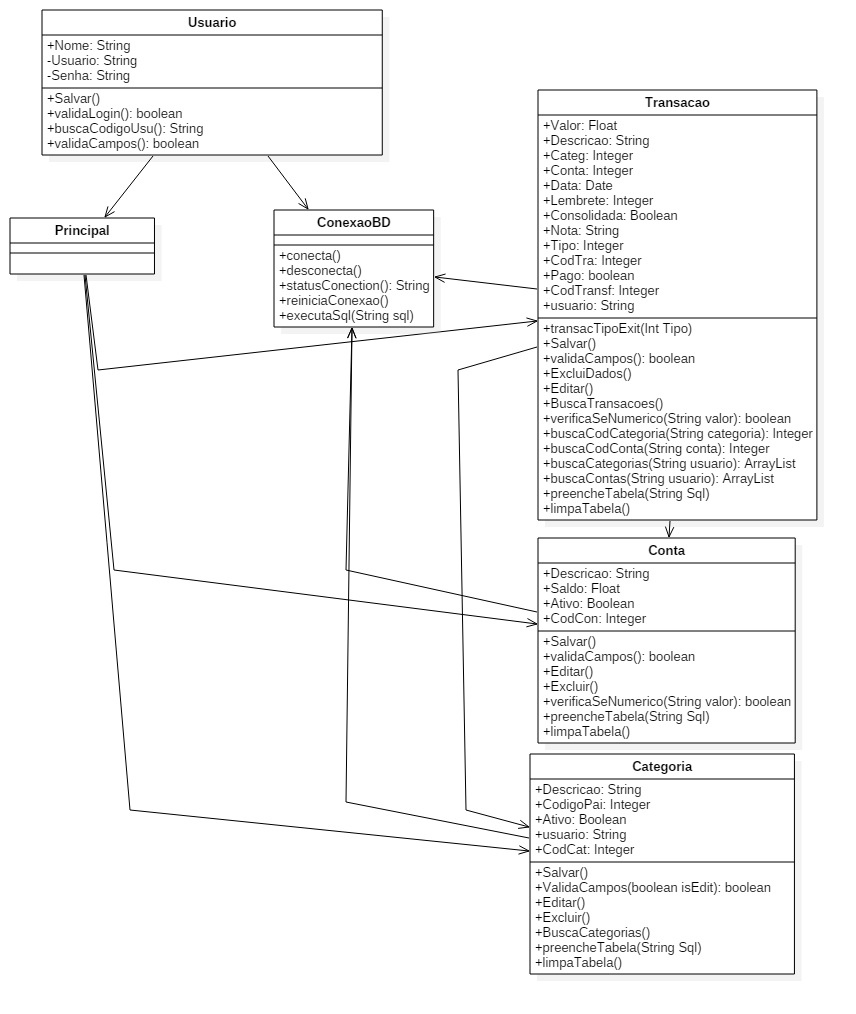 Usuario
+Nome: String
-Usuario: String
-Senha: String
+Salvar()
+validaLogin(): boolean
+buscaCodigoUsu(): String
+validaCampos(): boolean
Principal
ConexaoBD
+conecta()
+desconecta()
+statusConection(): String
+reiniciaConexao()
+executaSql(String sql)
Transacao
+Valor: Float
+Descricao: String
+Categ: Integer
+Conta: Integer
+Data: Date
+Lembrete: Integer
+Consolidada: Boolean
+Nota: String
+Tipo: Integer
+CodTra: Integer
+Pago: boolean
+CodTransf: Integer
+usuario: String
+transacTipoExit(Int Tipo)
+Salvar()
+validaCampos(): boolean
+ExcluiDados()
+Editar()
+BuscaTransacoes()
+verificaSeNumerico(String valor): boolean
+buscaCodCategoria(String categoria): Integer
+buscaCodConta(String conta): Integer
+buscaCategorias(String usuario): ArrayList
+buscaContas(String usuario): ArrayList
+preencheTabela(String Sql)
+limpaTabela()
Conta
+Descricao: String
+Saldo: Float
+Ativo: Boolean
+CodCon: Integer
+Salvar()
+validaCampos(): boolean
+Editar()
+Excluir()
+verificaSeNumerico(String valor): boolean
+preencheTabela(String Sql)
+limpaTabela()
Categoria
+Descricao: String
+CodigoPai: Integer
+Ativo: Boolean
+usuario: String
+CodCat: Integer
+Salvar()
+ValidaCampos(boolean isEdit): boolean
+Editar()
+Excluir()
+BuscaCategorias()
+preencheTabela(String Sql)
+limpaTabela()